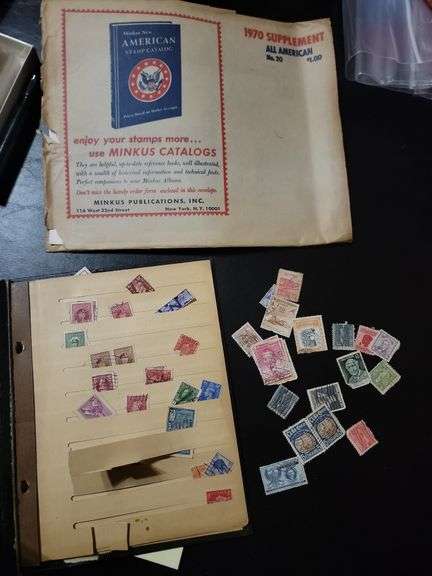 Minkus New
AMERICAN
STAMP CATALOG
enjoy your stamps more...
use MINKUS CATALOGS
They are helpful, up-to-date reference books, well illustrated,
with a wealth of historical information and technical facts.
Perfect companions to your Minkus Albums.
Don't miss the handy order form enclosed in this envelope.
MINKUS PUBLICATIONS, INC.
116 West 32nd Street New York, N.Y. 10001
1970 SUPPLEMENT
ALL AMERICAN
No. 20 $1.00